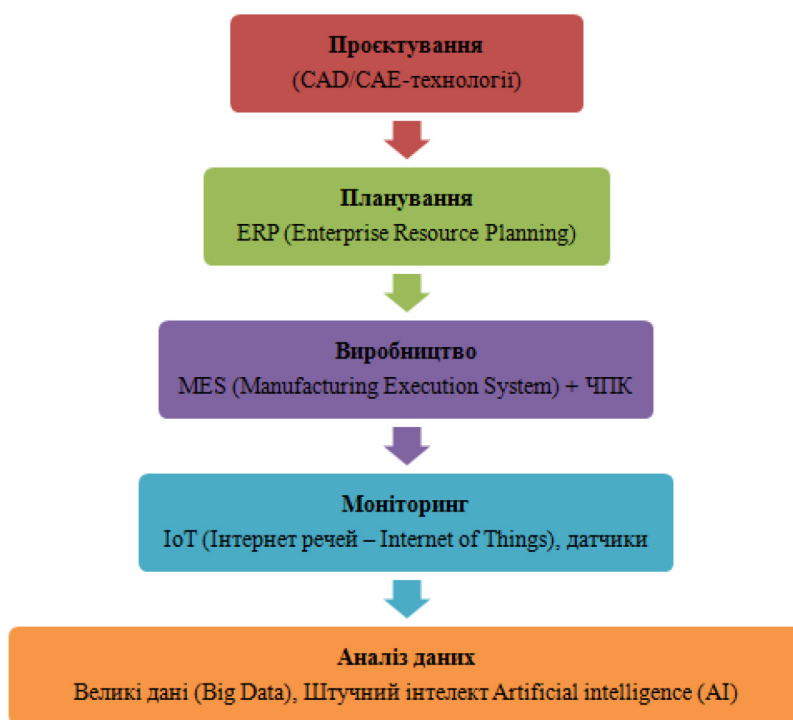 Проєктування
(CAD/CAE-технології)
Планування
ERP (Enterprise Resource Planning)
Виробництво
MES (Manufacturing Execution System) + ЧПК
Моніторинг
IoT (Інтернет речей – Internet of Things), датчики
Аналіз даних
Великі дані (Big Data), Штучний інтелект Artificial intelligence (AI)